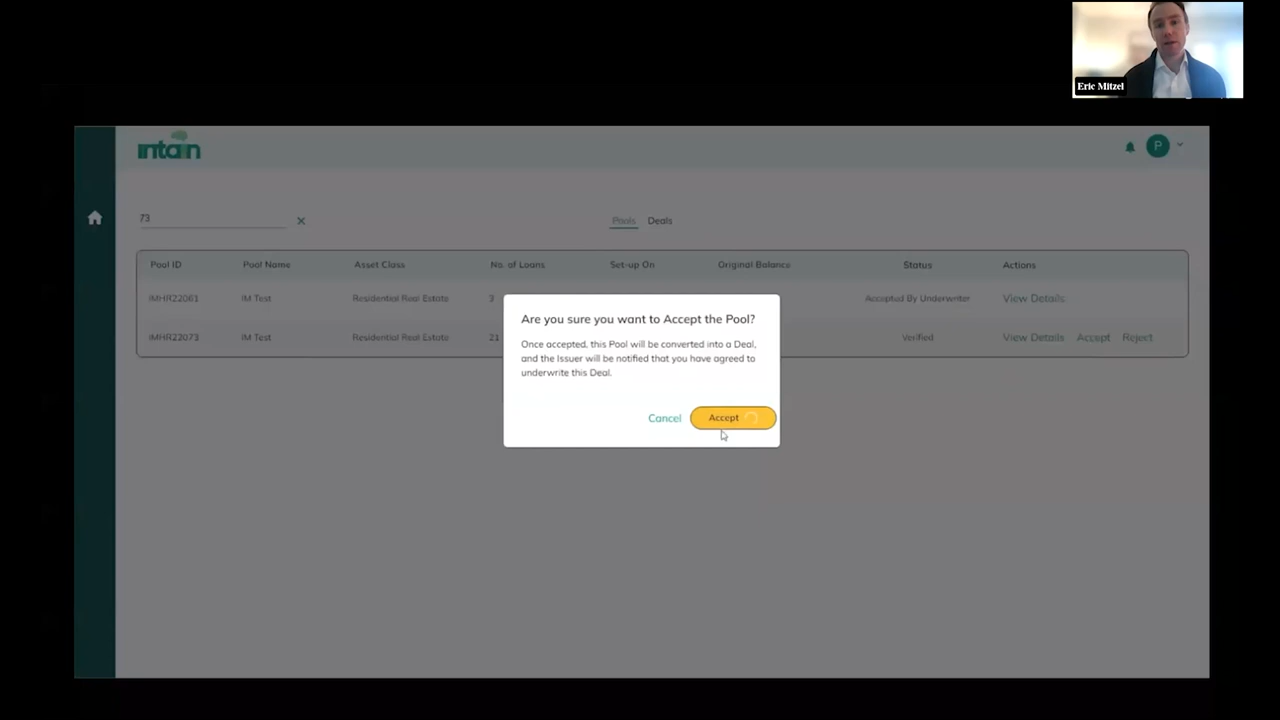 Eric Mitzel
intain
P
73
Pools Deals
Pool ID Pool Name Asset Class No. of Loans Set-up On Original Balance Status Actions
IMHR22061 IM Test Residential Real Estate 3 Accepted By Underwriter View Details
IMHR22073 IM Test Residential Real Estate 21 Verified View Details Accept Reject
Are you sure you want to Accept the Pool?
Once accepted, this Pool will be converted into a Deal,
and the Issuer will be notified that you have agreed to
underwrite this Deal.
Cancel Accept